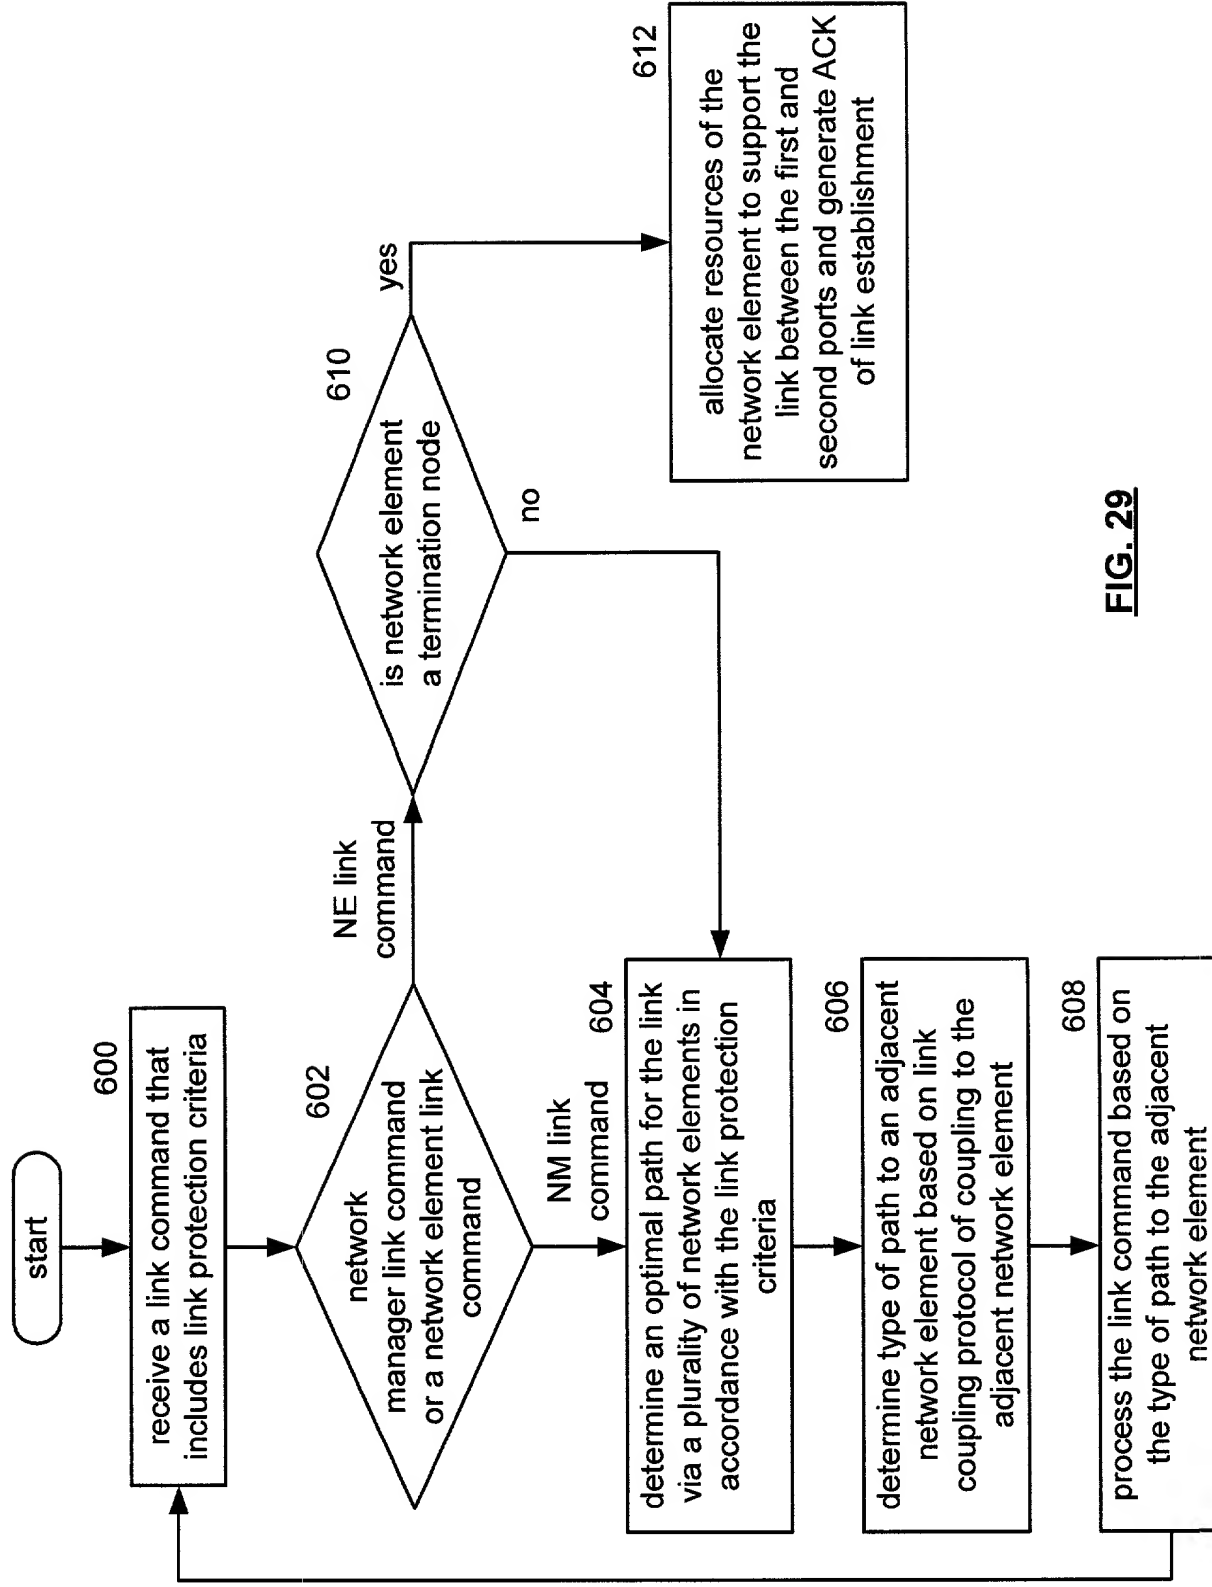 start
600
receive a link command that
includes link protection criteria
602
network
manager link command
or a network element link
command
NE link
command
NM link
command
610
is network element
a termination node
yes
no
612
allocate resources of the
network element to support the
link between the first and
second ports and generate ACK
of link establishment
604
determine an optimal path for the link
via a plurality of network elements in
accordance with the link protection
criteria
606
determine type of path to an adjacent
network element based on link
coupling protocol of coupling to the
adjacent network element
608
process the link command based on
the type of path to the adjacent
network element
FIG. 29